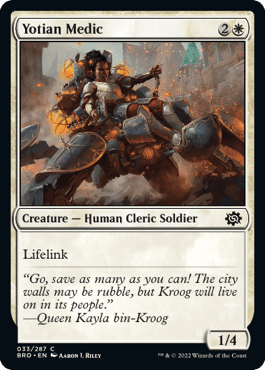 Yotian Medic 2
Creature — Human Cleric Soldier
Lifelink
“Go, save as many as you can! The city
walls may be rubble, but Kroog will live
on in its people.”
—Queen Kayla bin-Kroog
1/4
033/287 C
BRO • EN Aaron J. Riley ™ & © 2022 Wizards of the Coast